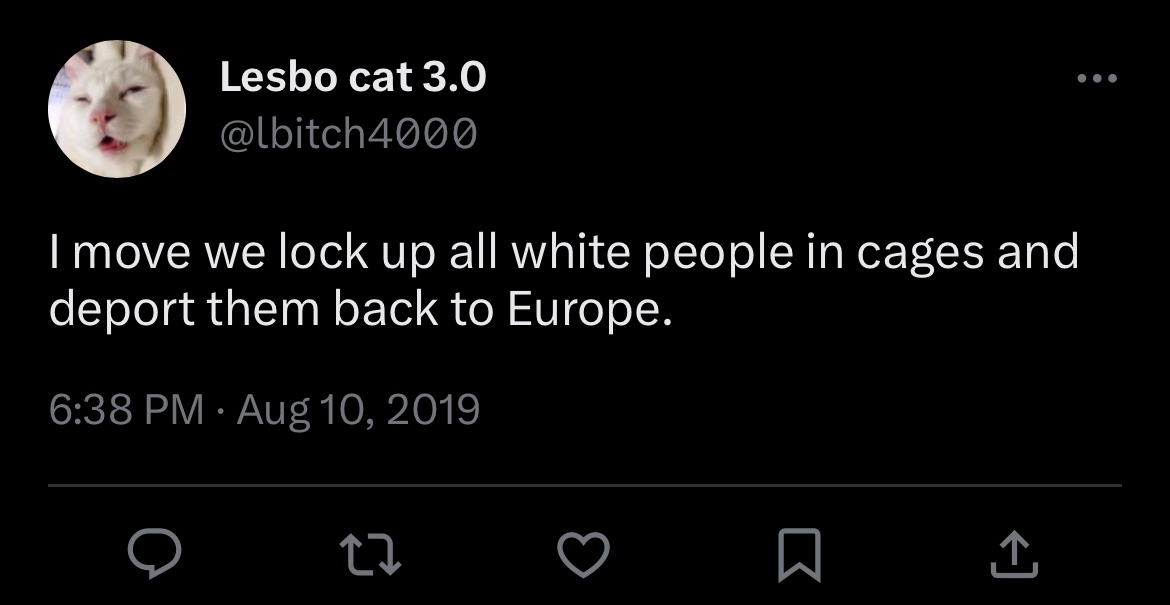 Lesbo cat 3.0
@lbitch4000
I move we lock up all white people in cages and
deport them back to Europe.
6:38 PM · Aug 10, 2019